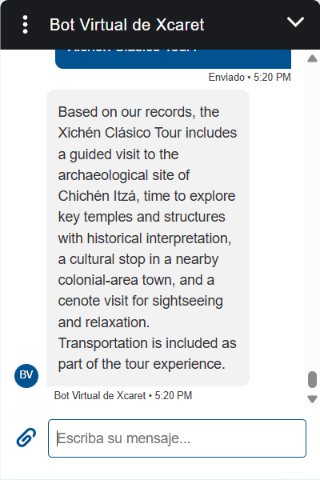 Bot Virtual de Xcaret
Enviado • 5:20 PM
Based on our records, the
Xichén Clásico Tour includes
a guided visit to the
archaeological site of
Chichén Itzá, time to explore
key temples and structures
with historical interpretation,
a cultural stop in a nearby
colonial-area town, and a
cenote visit for sightseeing
and relaxation.
Transportation is included as
part of the tour experience.
BV
Bot Virtual de Xcaret • 5:20 PM
Escriba su mensaje...